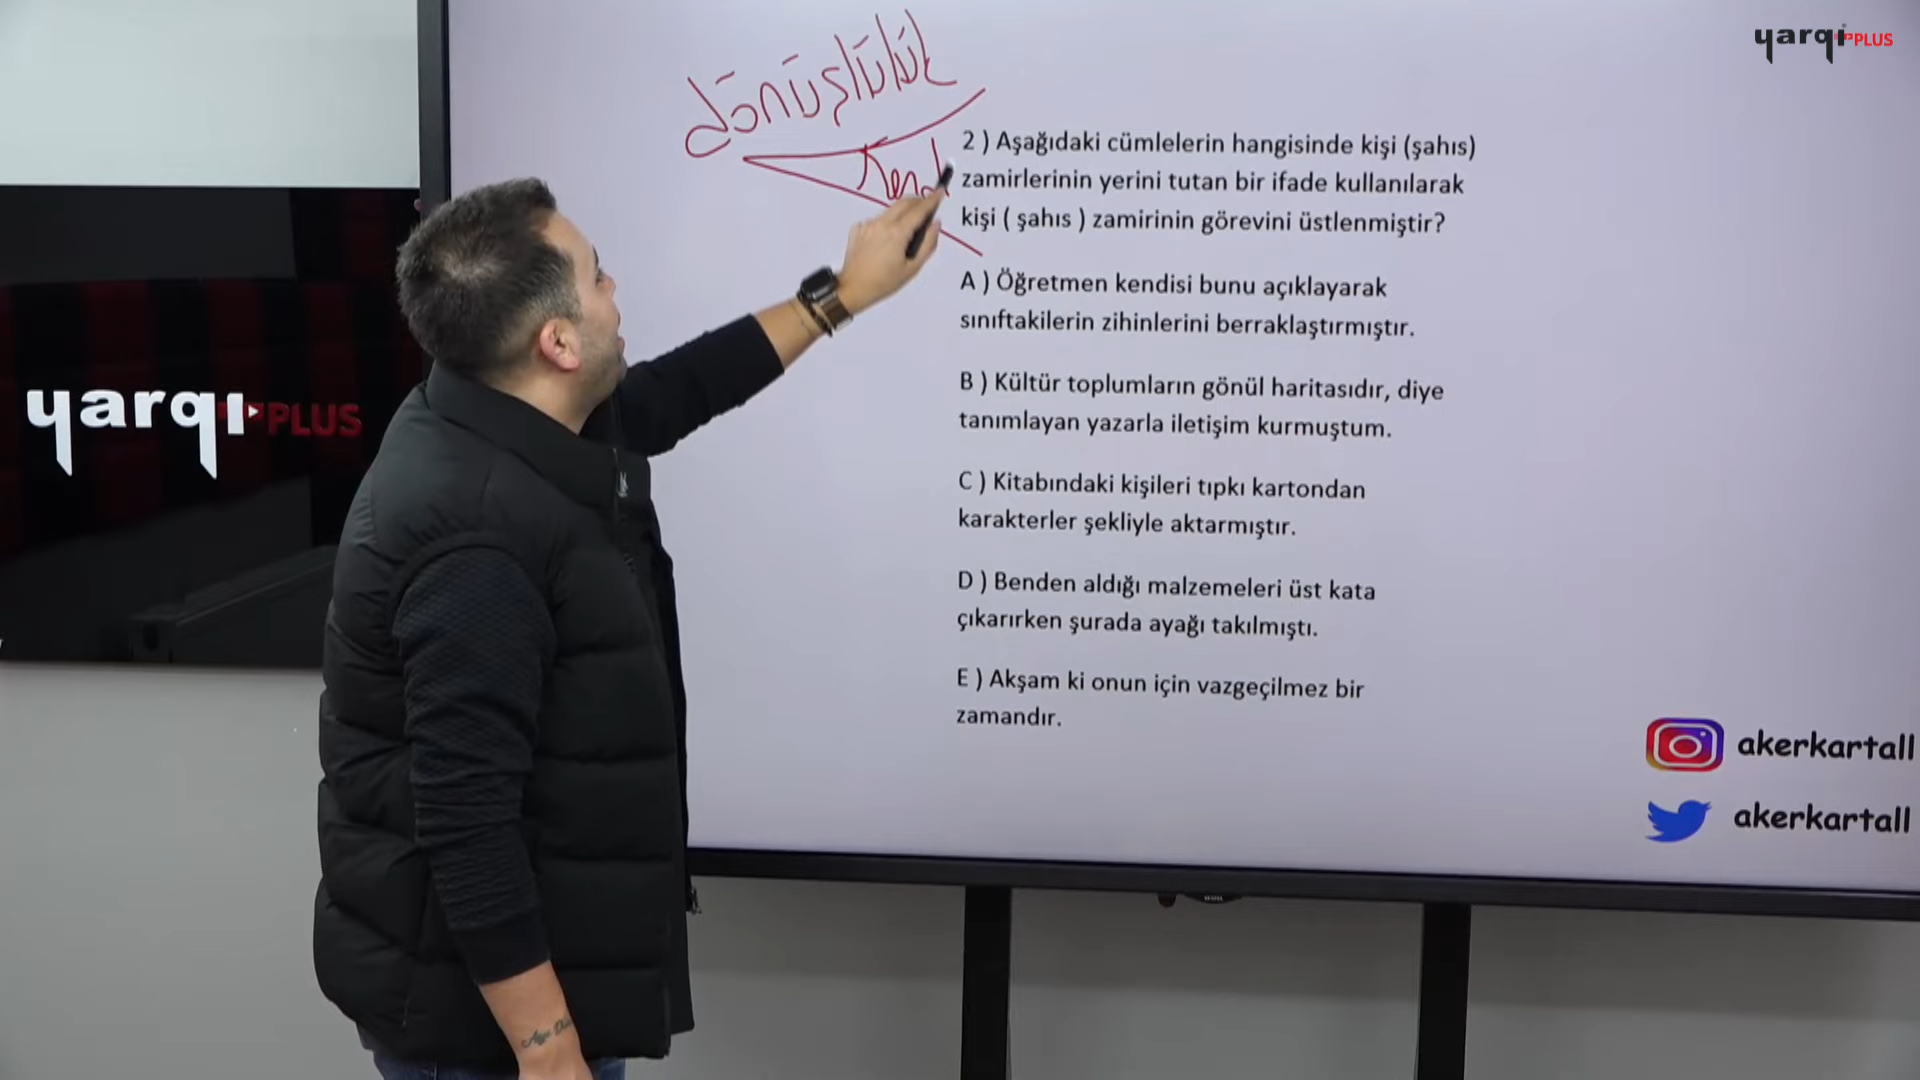 yarqi PLUS
dönüşlülük
Kend
2 ) Aşağıdaki cümlelerin hangisinde kişi (şahıs)
zamirlerinin yerini tutan bir ifade kullanılarak
kişi ( şahıs ) zamirinin görevini üstlenmiştir?
A ) Öğretmen kendisi bunu açıklayarak
sınıftakilerin zihinlerini berraklaştırmıştır.
B ) Kültür toplumların gönül haritasıdır, diye
tanımlayan yazarla iletişim kurmuştum.
C ) Kitabındaki kişileri tıpkı kartondan
karakterler şekliyle aktarmıştır.
D ) Benden aldığı malzemeleri üst kata
çıkarırken şurada ayağı takılmıştı.
E ) Akşam ki onun için vazgeçilmez bir
zamandır.
yarqi PLUS
akerkartall
akerkartall